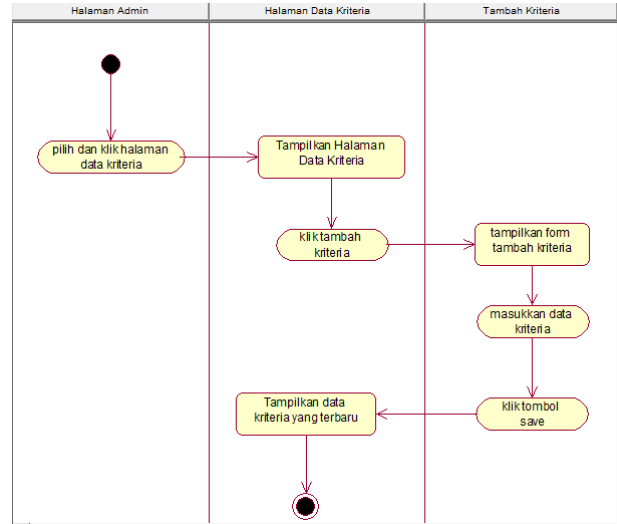 Halaman Admin
Halaman Data Kriteria
Tambah Kriteria
pilih dan klik halaman
data kriteria
Tampilkan Halaman
Data Kriteria
klik tambah
kriteria
tampilkan form
tambah kriteria
masukkan data
kriteria
klik tombol
save
Tampilkan data
kriteria yang terbaru